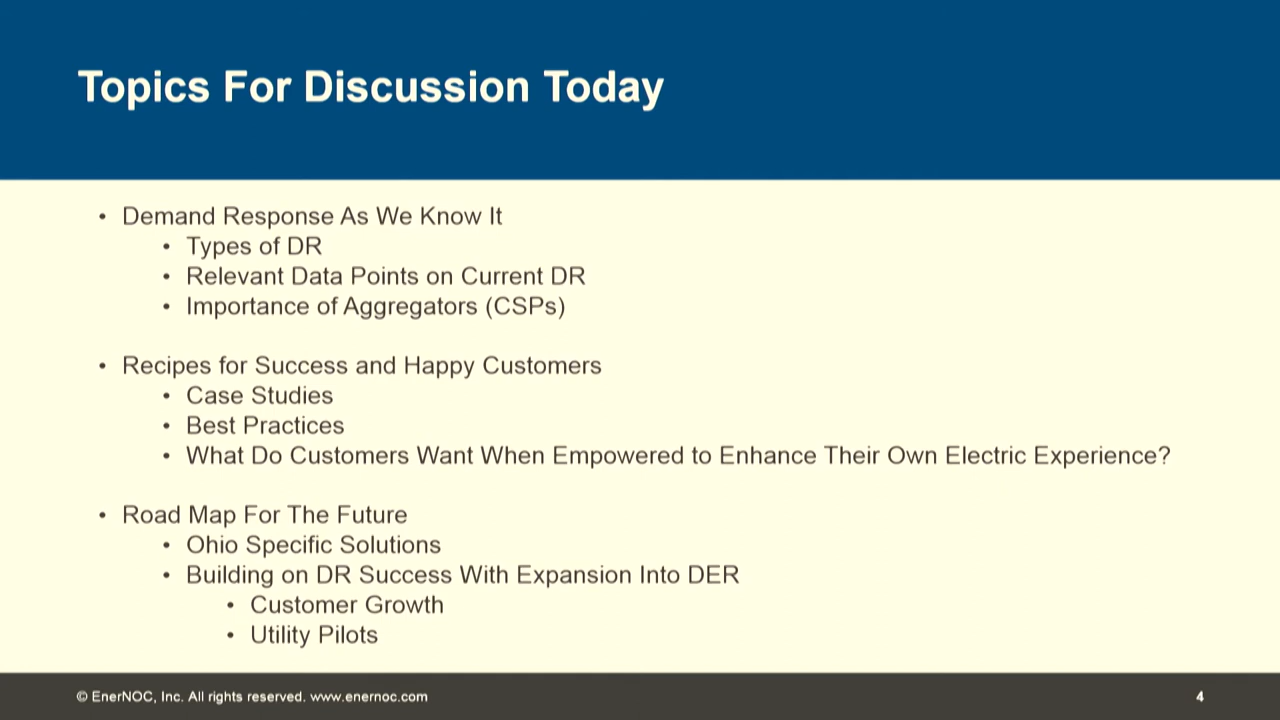 Topics For Discussion Today
• Demand Response As We Know It
• Types of DR
• Relevant Data Points on Current DR
• Importance of Aggregators (CSPs)
• Recipes for Success and Happy Customers
• Case Studies
• Best Practices
• What Do Customers Want When Empowered to Enhance Their Own Electric Experience?
• Road Map For The Future
• Ohio Specific Solutions
• Building on DR Success With Expansion Into DER
• Customer Growth
• Utility Pilots
© EnerNOC, Inc. All rights reserved. www.enernoc.com
4